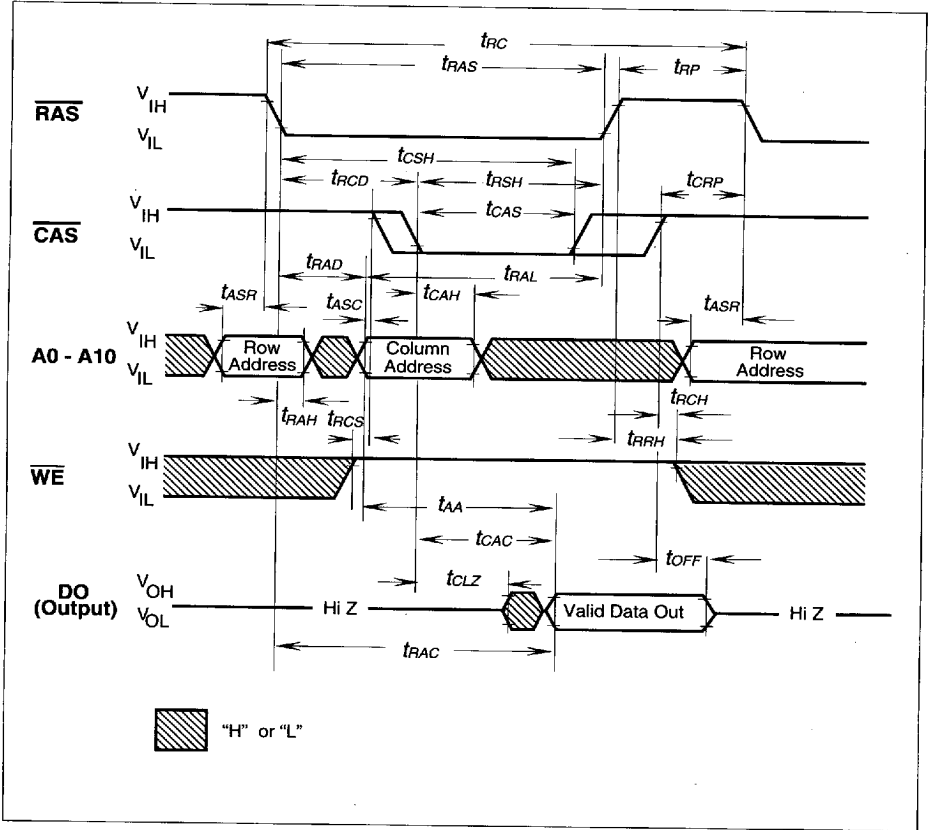 tRC
tRAS tRP
RAS VIH
VIL
tCSH
tRCD tRSH tCRP
CAS VIH tCAS
VIL
tRAD tRAL
tASR tASC tCAH tASR
A0 - A10 VIH Row Address Column Address Row Address
VIL
tRCH
tRAH tRCS tRRH
WE VIH
VIL
tAA
tCAC tOFF
tCLZ
DO (Output) VOH Hi Z Valid Data Out Hi Z
VOL
tRAC
"H" or "L"